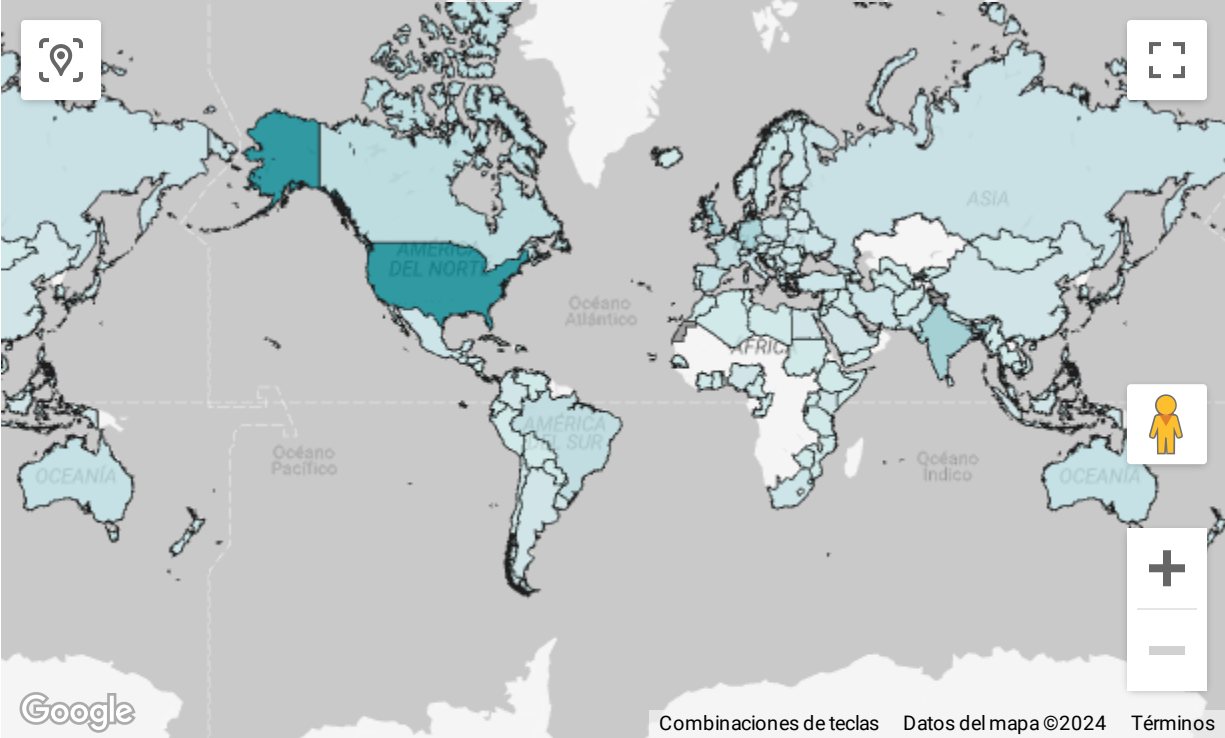 ASIA
AMÉRICA
DEL NORT
Océano
Atlántico
ÁFRICA
AMÉRICA
DEL SUR
OCEANÍA
Océano
Pacífico
Océano
Índico
OCEANÍA
Google
Combinaciones de teclas
Datos del mapa ©2024
Términos